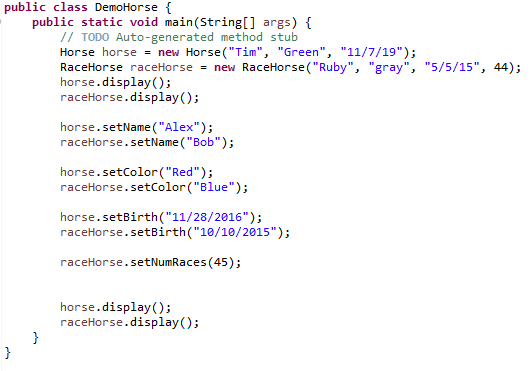 public class DemoHorse {
    public static void main(String[] args) {
        // TODO Auto-generated method stub
        Horse horse = new Horse("Tim", "Green", "11/7/19");
        RaceHorse raceHorse = new RaceHorse("Ruby", "gray", "5/5/15", 44);
        horse.display();
        raceHorse.display();

        horse.setName("Alex");
        raceHorse.setName("Bob");

        horse.setColor("Red");
        raceHorse.setColor("Blue");

        horse.setBirth("11/28/2016");
        raceHorse.setBirth("10/10/2015");

        raceHorse.setNumRaces(45);


        horse.display();
        raceHorse.display();
    }
}